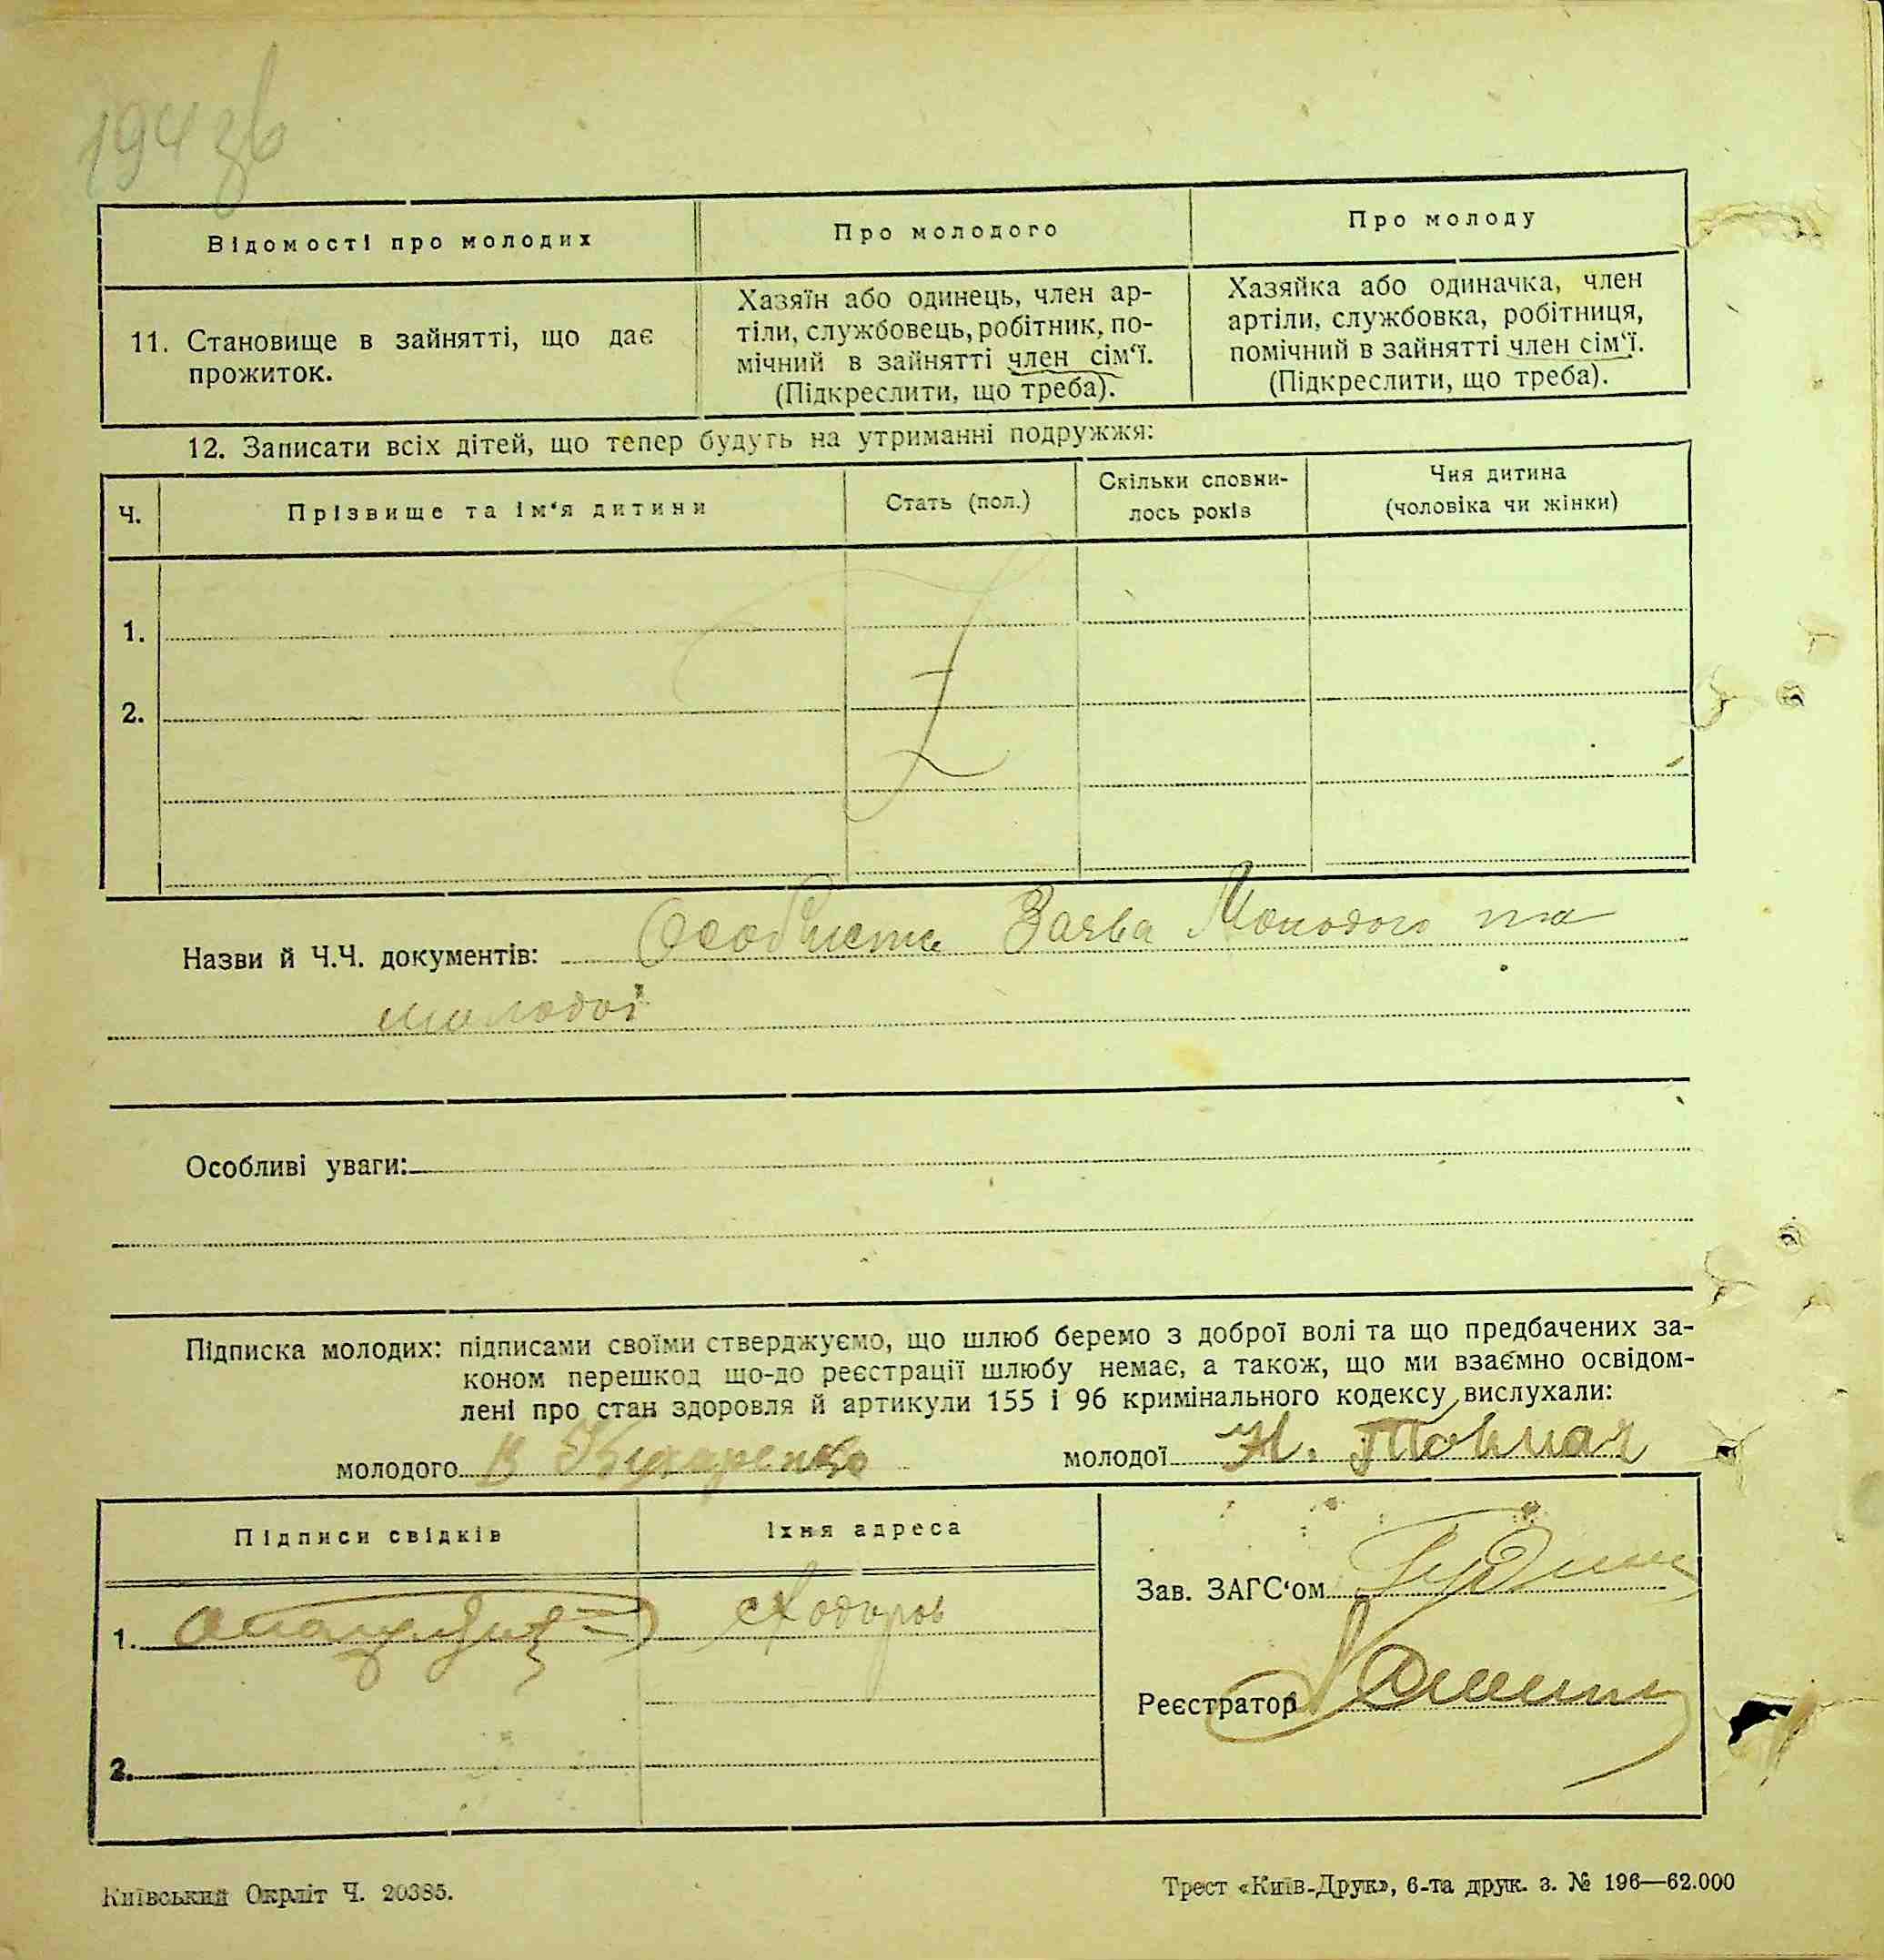 194 зв
Відомості про молодих
Про молодого
Про молоду
11. Становище в зайнятті, що дає
прожиток.
Хазяїн або одинець, член ар-
тіли, службовець, робітник, по-
мічний в зайнятті член сім'ї.
(Підкреслити, що треба).
Хазяйка або одиначка, член
артіли, службовка, робітниця,
помічний в зайнятті член сім'ї.
(Підкреслити, що треба).
12. Записати всіх дітей, що тепер будуть на утриманні подружжя:
Ч.
Прізвище та ім'я дитини
Стать (пол.)
Скільки сповни-
лось років
Чия дитина
(чоловіка чи жінки)
1.
2.
Назви й Ч.Ч. документів: Особиста Заява Молодого та
молодої
Особливі уваги:
Підписка молодих: підписами своїми стверджуємо, що шлюб беремо з доброї волі та що предбачених за-
коном перешкод що-до реєстрації шлюбу немає, а також, що ми взаємно освідом-
лені про стан здоровля й артикули 155 і 96 кримінального кодексу вислухали:
молодого В
молодої Н. Товмач
Підписи свідків
Їхня адреса
1. с Ходоров
2.
Зав. ЗАГС'ом
Реєстратор
Київський Окрліт Ч. 20385.
Трест «Київ-Друк», 6-та друк. з. № 196—62.000